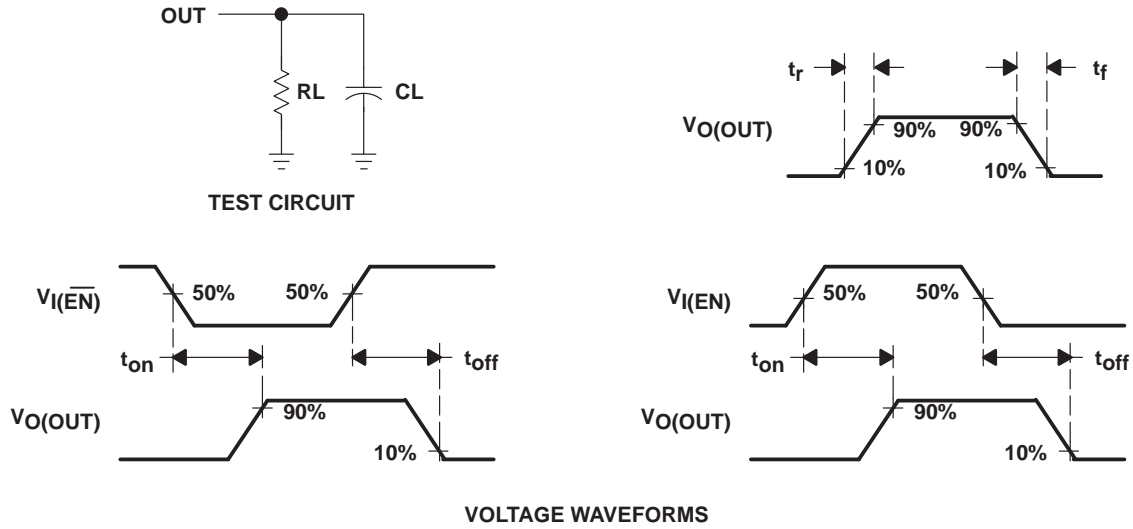 OUT
RL CL
TEST CIRCUIT
tr tf
VO(OUT)
90% 90%
10% 10%
VI(E̅N̅)
50% 50%
ton toff
VO(OUT)
90%
10%
VI(EN)
50% 50%
ton toff
VO(OUT)
90%
10%
VOLTAGE WAVEFORMS